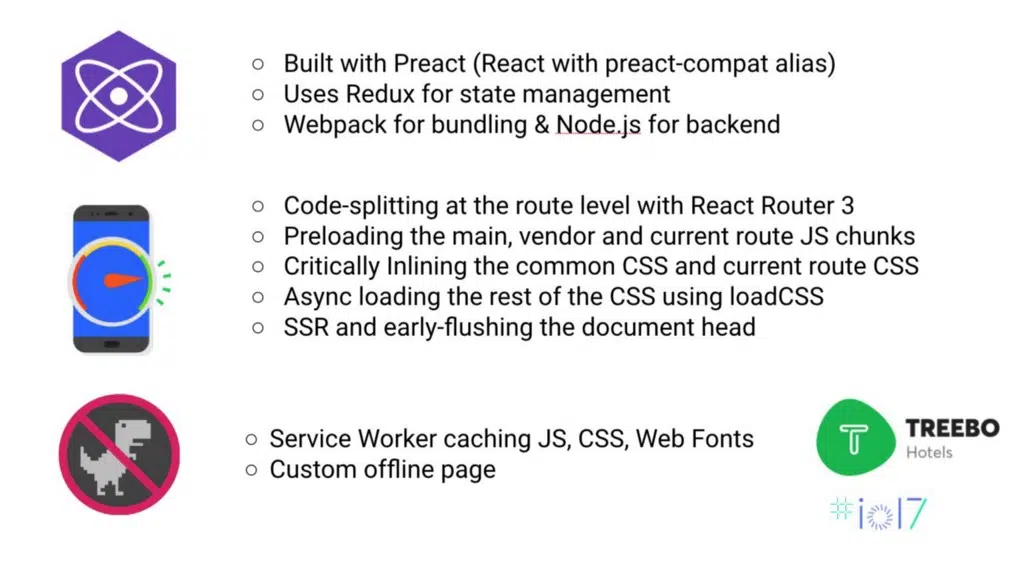 Built with Preact (React with preact-compat alias)
Uses Redux for state management
Webpack for bundling & Node.js for backend
Code-splitting at the route level with React Router 3
Preloading the main, vendor and current route JS chunks
Critically Inlining the common CSS and current route CSS
Async loading the rest of the CSS using loadCSS
SSR and early-flushing the document head
Service Worker caching JS, CSS, Web Fonts
Custom offline page
TREEBO
Hotels
#io17